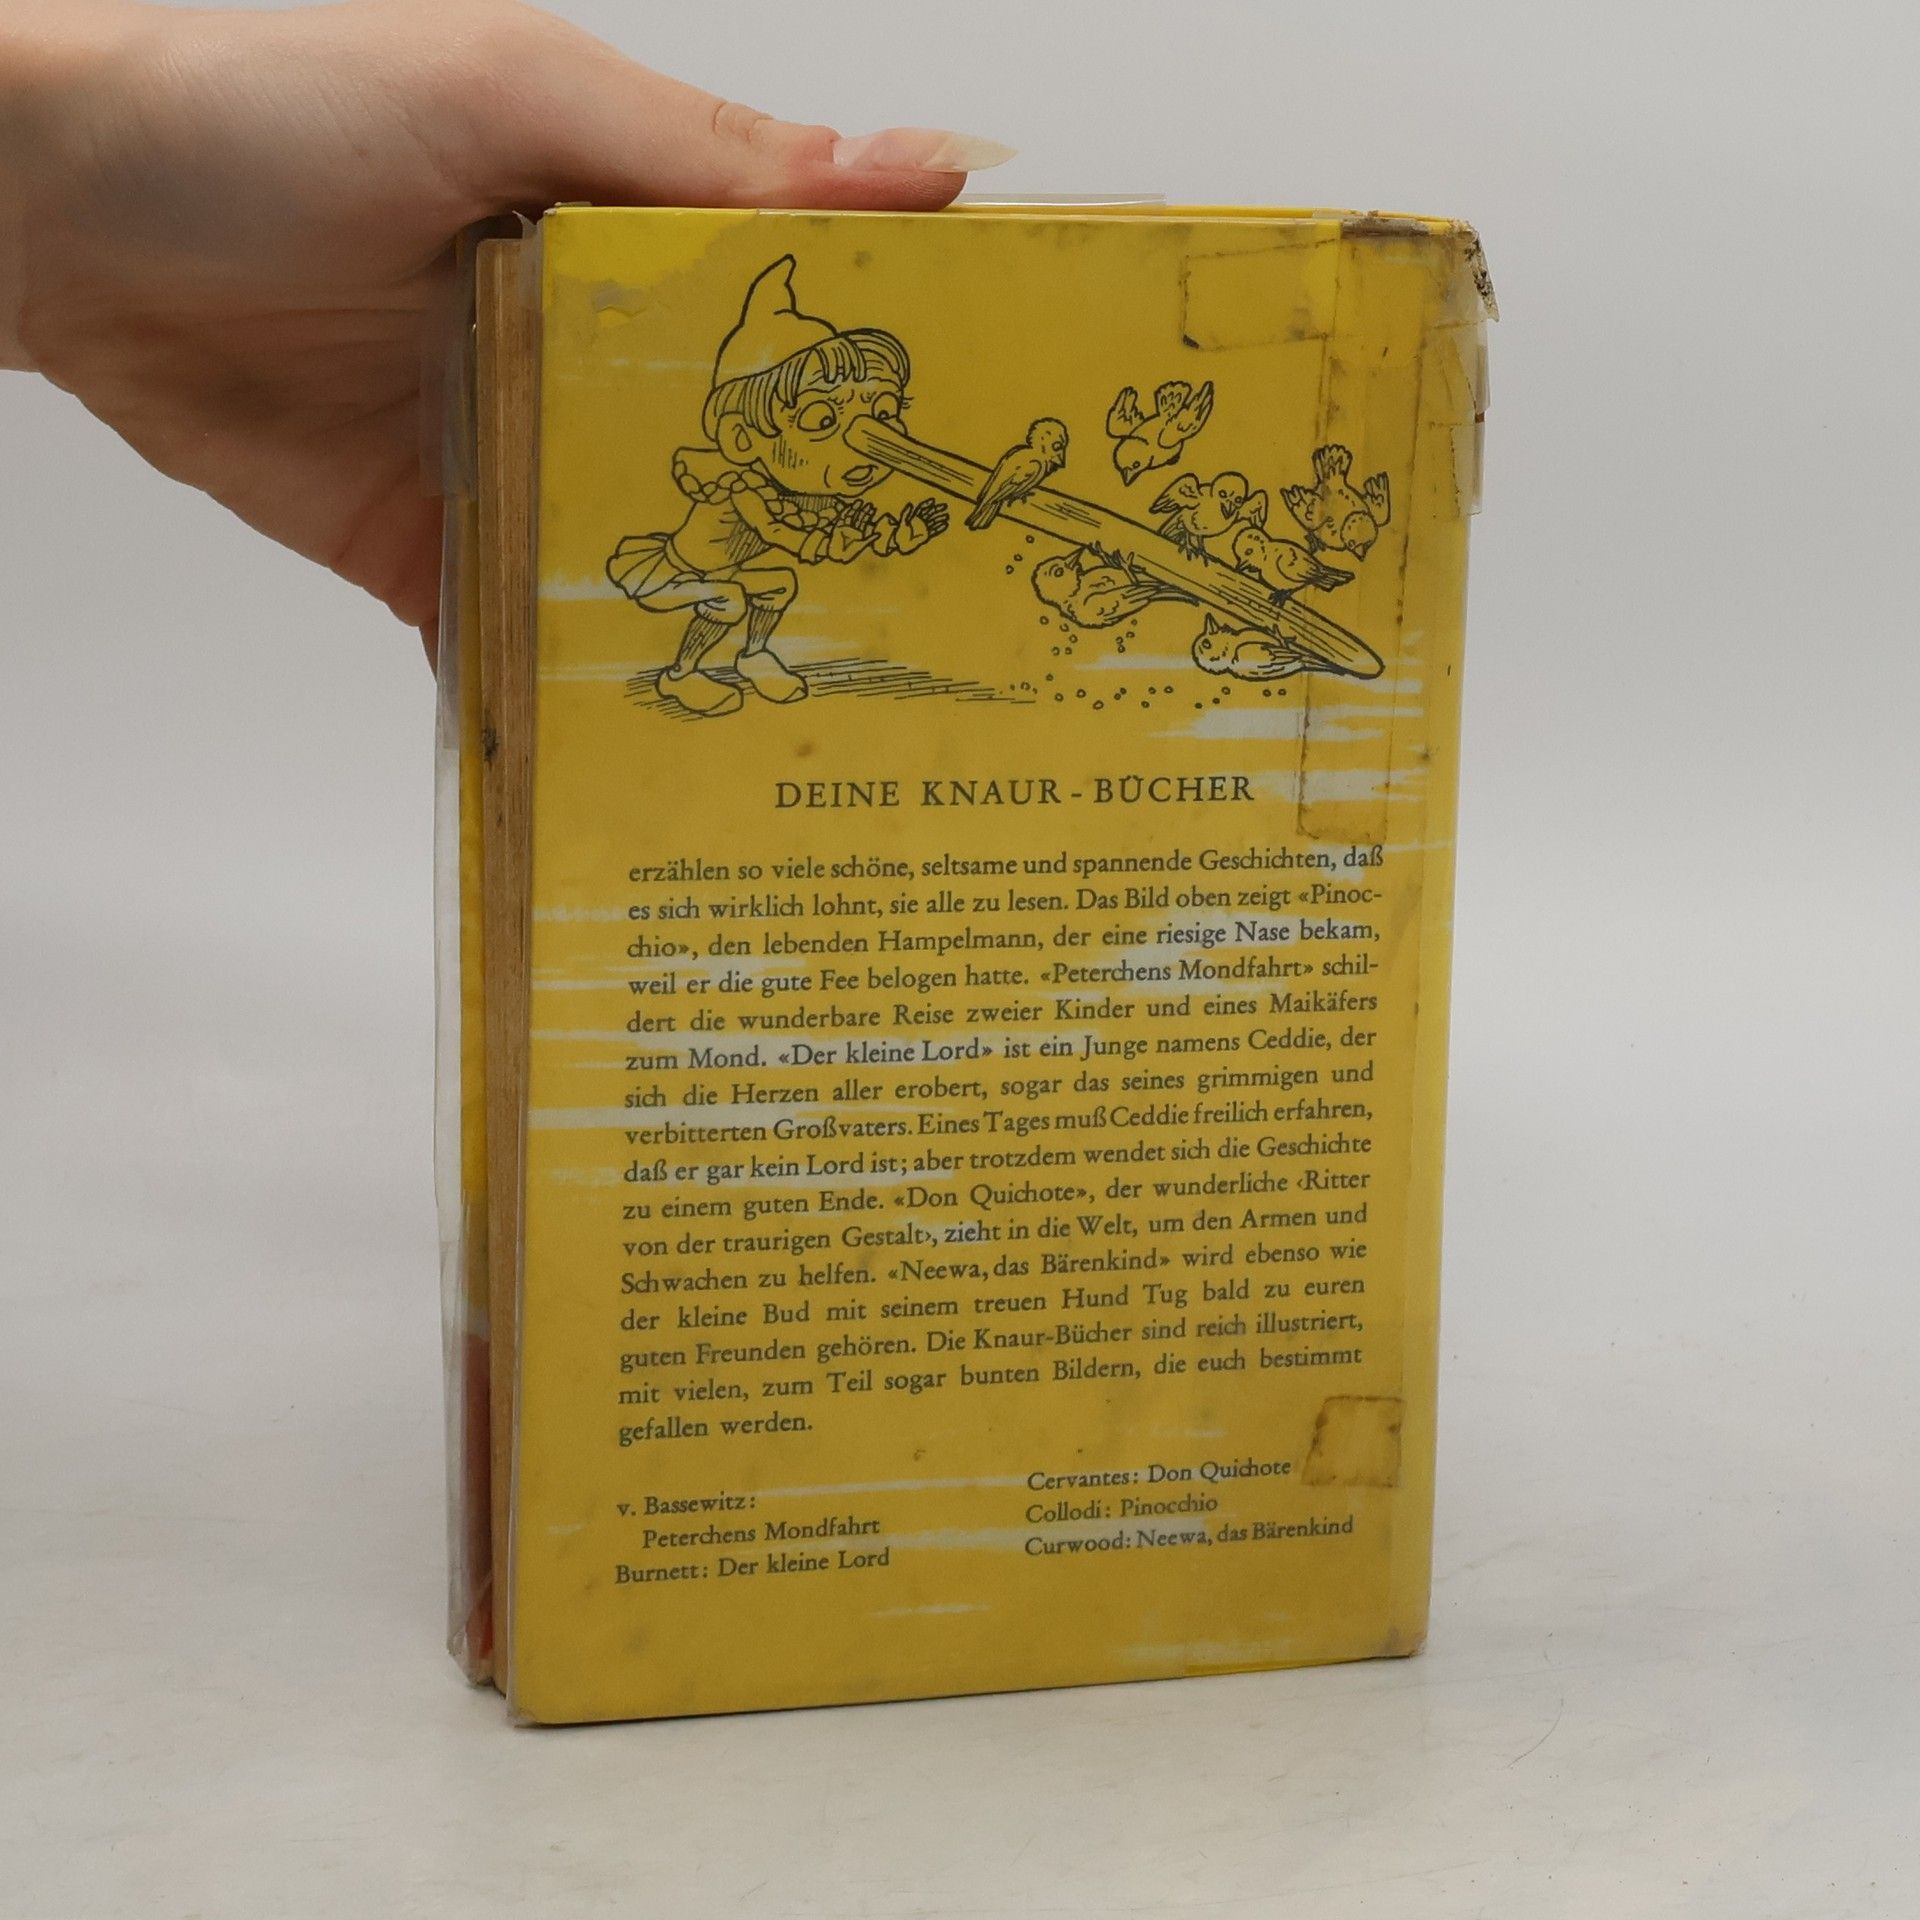 DEINE KNAUR-BÜCHER
erzählen so viele schöne, seltsame und spannende Geschichten, daß
es sich wirklich lohnt, sie alle zu lesen. Das Bild oben zeigt «Pinoc-
chio», den lebenden Hampelmann, der eine riesige Nase bekam,
weil er die gute Fee belogen hatte. «Peterchens Mondfahrt» schil-
dert die wunderbare Reise zweier Kinder und eines Maikäfers
zum Mond. «Der kleine Lord» ist ein Junge namens Ceddie, der
sich die Herzen aller erobert, sogar das seines grimmigen und
verbitterten Großvaters. Eines Tages muß Ceddie freilich erfahren,
daß er gar kein Lord ist; aber trotzdem wendet sich die Geschichte
zu einem guten Ende. «Don Quichote», der wunderliche ‹Ritter
von der traurigen Gestalt›, zieht in die Welt, um den Armen und
Schwachen zu helfen. «Neewa, das Bärenkind» wird ebenso wie
der kleine Bud mit seinem treuen Hund Tug bald zu euren
guten Freunden gehören. Die Knaur-Bücher sind reich illustriert,
mit vielen, zum Teil sogar bunten Bildern, die euch bestimmt
gefallen werden.
v. Bassewitz:
Peterchens Mondfahrt
Burnett: Der kleine Lord
Cervantes: Don Quichote
Collodi: Pinocchio
Curwood: Neewa, das Bärenkind